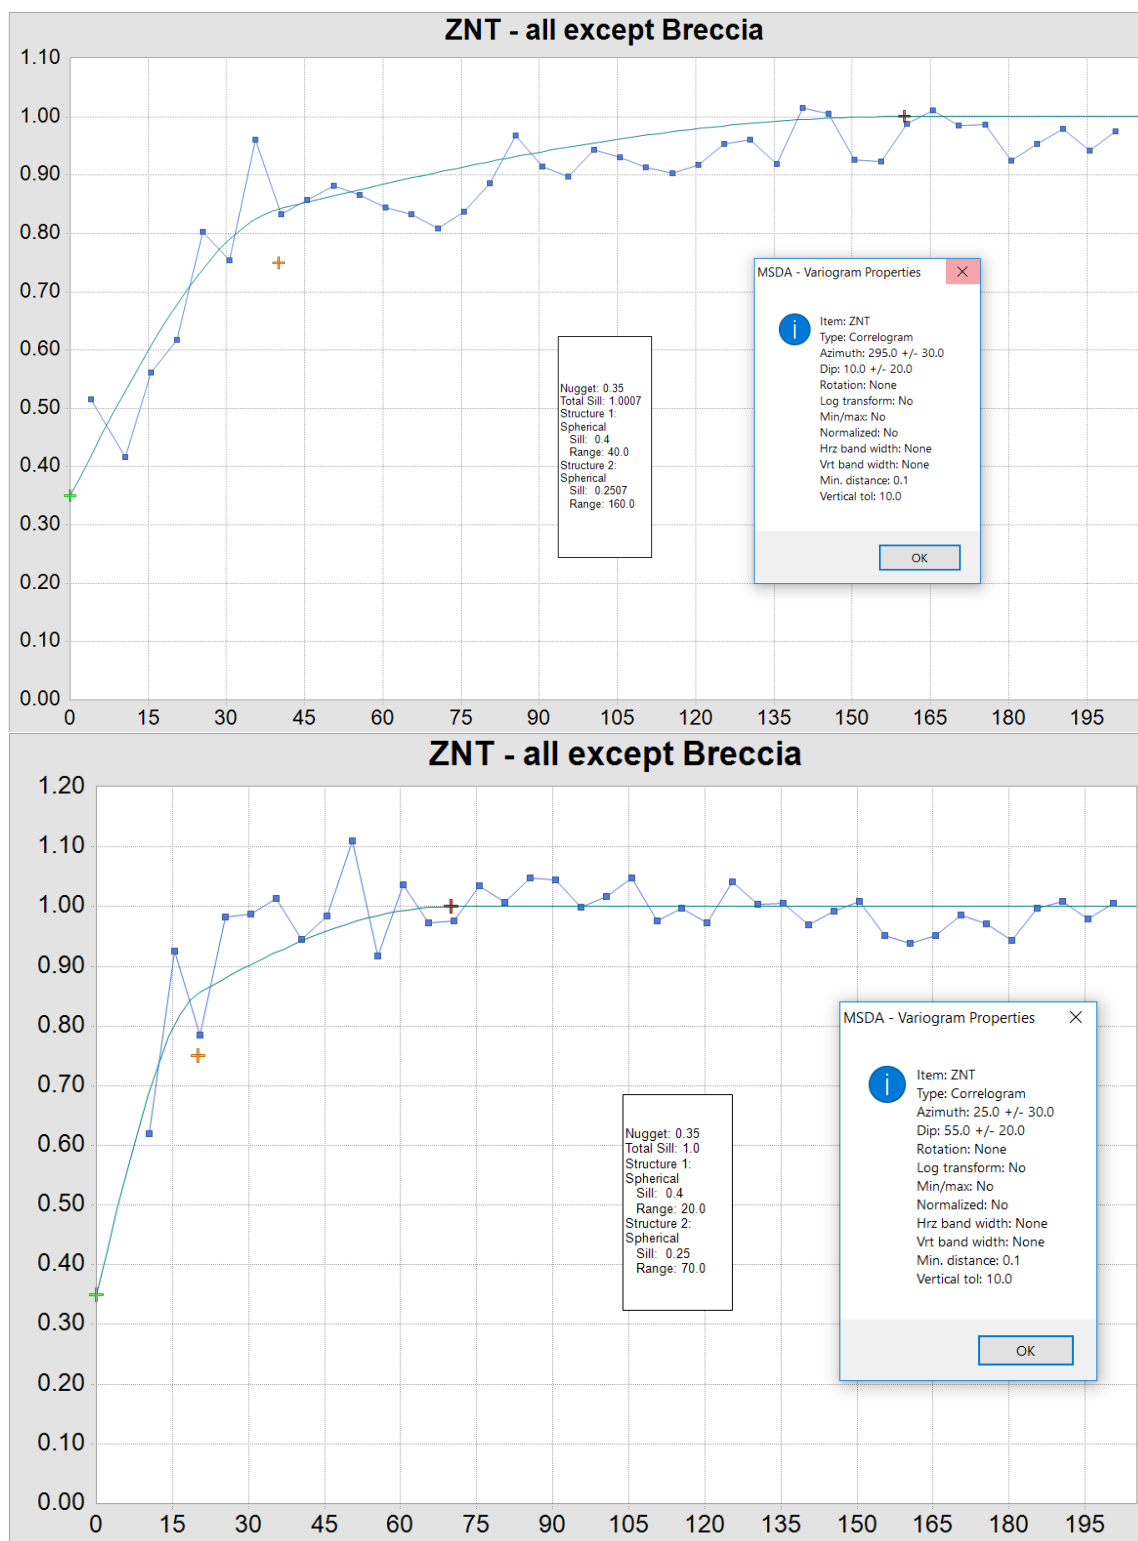 ZNT - all except Breccia
1.10
1.00
0.90
0.80
0.70
0.60
0.50
0.40
0.30
0.20
0.10
0.00
0 15 30 45 60 75 90 105 120 135 150 165 180 195
Nugget: 0.35
Total Sill: 1.0007
Structure 1:
Spherical
Sill: 0.4
Range: 40.0
Structure 2:
Spherical
Sill: 0.2507
Range: 160.0
MSDA - Variogram Properties
Item: ZNT
Type: Correlogram
Azimuth: 295.0 +/- 30.0
Dip: 10.0 +/- 20.0
Rotation: None
Log transform: No
Min/max: No
Normalized: No
Hrz band width: None
Vrt band width: None
Min. distance: 0.1
Vertical tol: 10.0
OK
ZNT - all except Breccia
1.20
1.10
1.00
0.90
0.80
0.70
0.60
0.50
0.40
0.30
0.20
0.10
0.00
0 15 30 45 60 75 90 105 120 135 150 165 180 195
Nugget: 0.35
Total Sill: 1.0
Structure 1:
Spherical
Sill: 0.4
Range: 20.0
Structure 2:
Spherical
Sill: 0.25
Range: 70.0
MSDA - Variogram Properties
Item: ZNT
Type: Correlogram
Azimuth: 25.0 +/- 30.0
Dip: 55.0 +/- 20.0
Rotation: None
Log transform: No
Min/max: No
Normalized: No
Hrz band width: None
Vrt band width: None
Min. distance: 0.1
Vertical tol: 10.0
OK